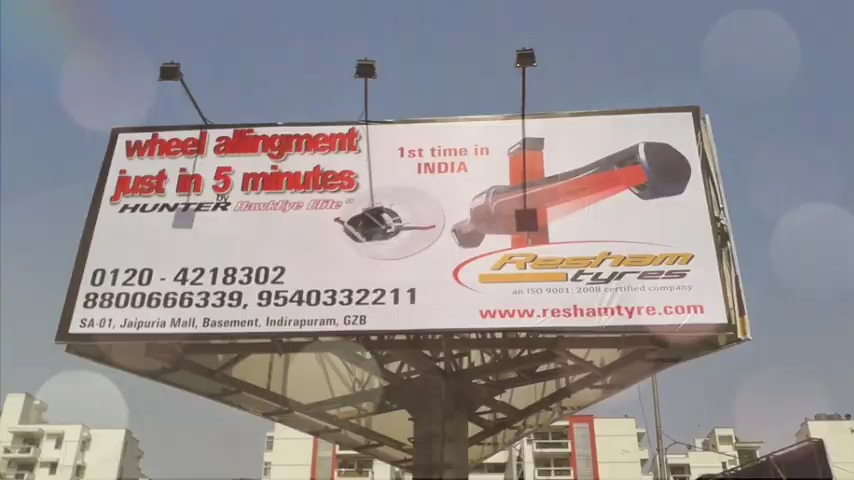 wheel allingment
just in 5 minutes
by
HUNTER HawkEye Elite®
1st time in
INDIA
0120 - 4218302
8800666339, 9540332211
SA-01, Jaipuria Mall, Basement, Indirapuram, GZB
Resham
tyres
an ISO 9001: 2008 certified company
www.reshamtyre.com